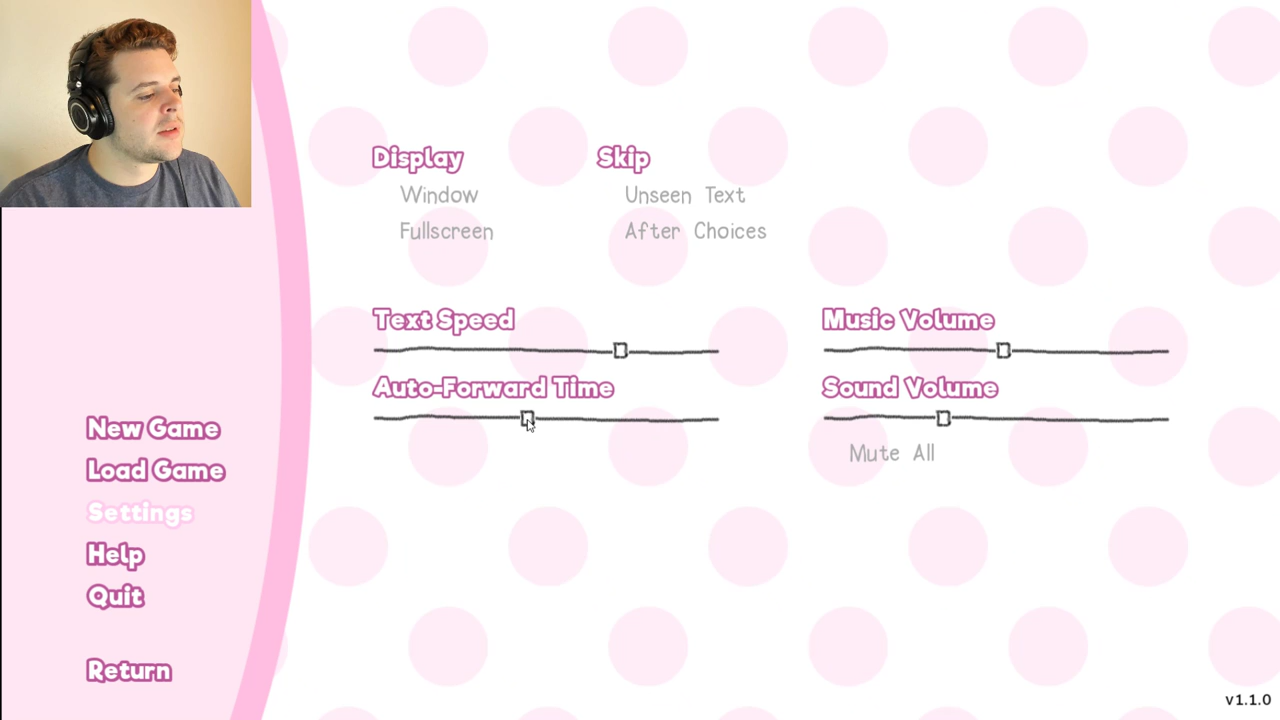 Display
Window
Fullscreen
Skip
Unseen Text
After Choices
Text Speed
Auto-Forward Time
Music Volume
Sound Volume
Mute All
New Game
Load Game
Settings
Help
Quit
Return
v1.1.0